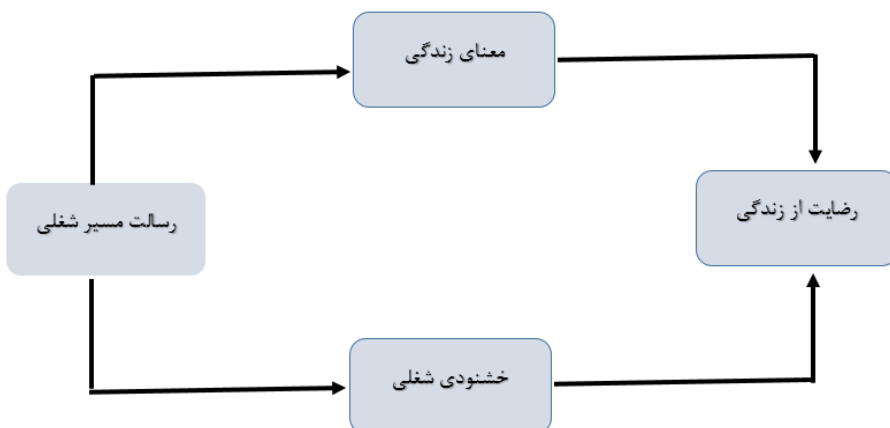 معنای زندگی
رسالت مسیر شغلی
رضایت از زندگی
خشنودی شغلی